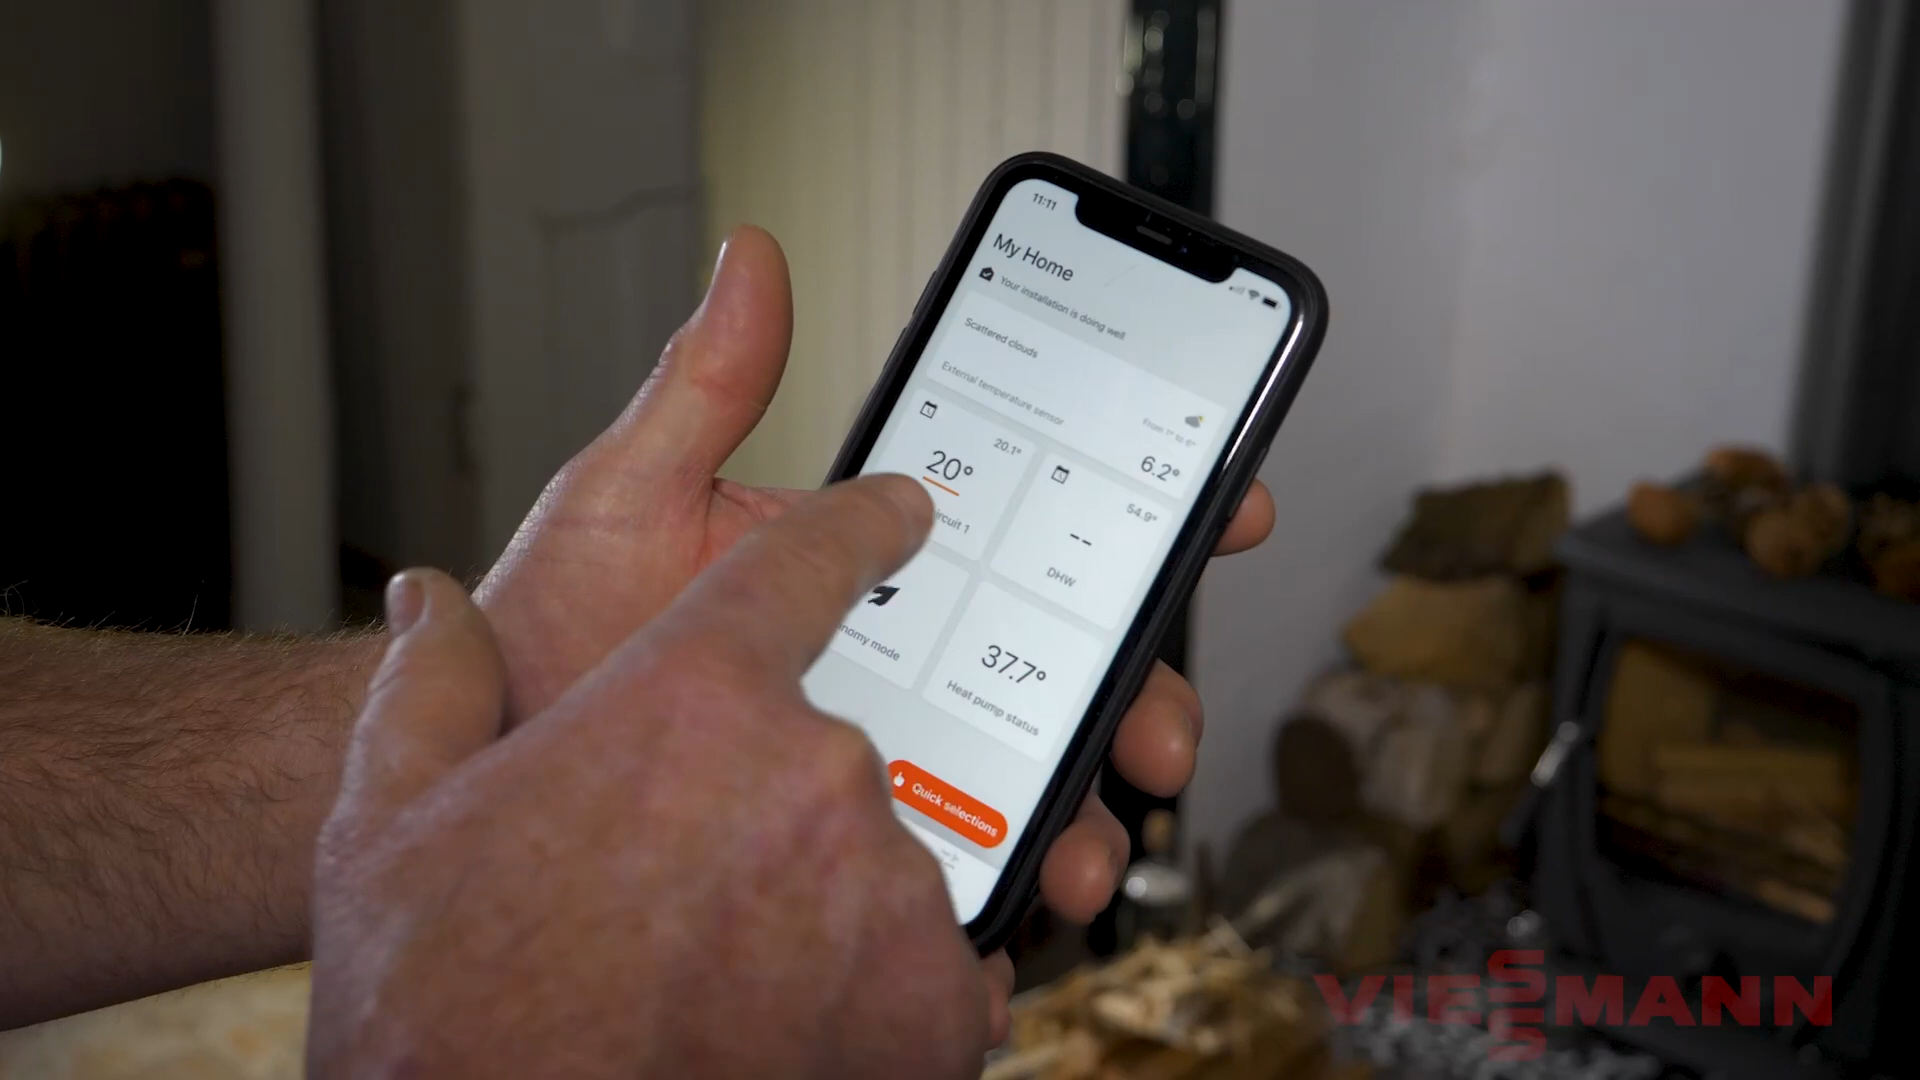 11:11
My Home
Your installation is doing well
Scattered clouds
From 1° to 6°
External temperature sensor
6.2°
20.1°
20°
ircuit 1
54.9°
--
DHW
nomy mode
37.7°
Heat pump status
Quick selections
VIESSMANN